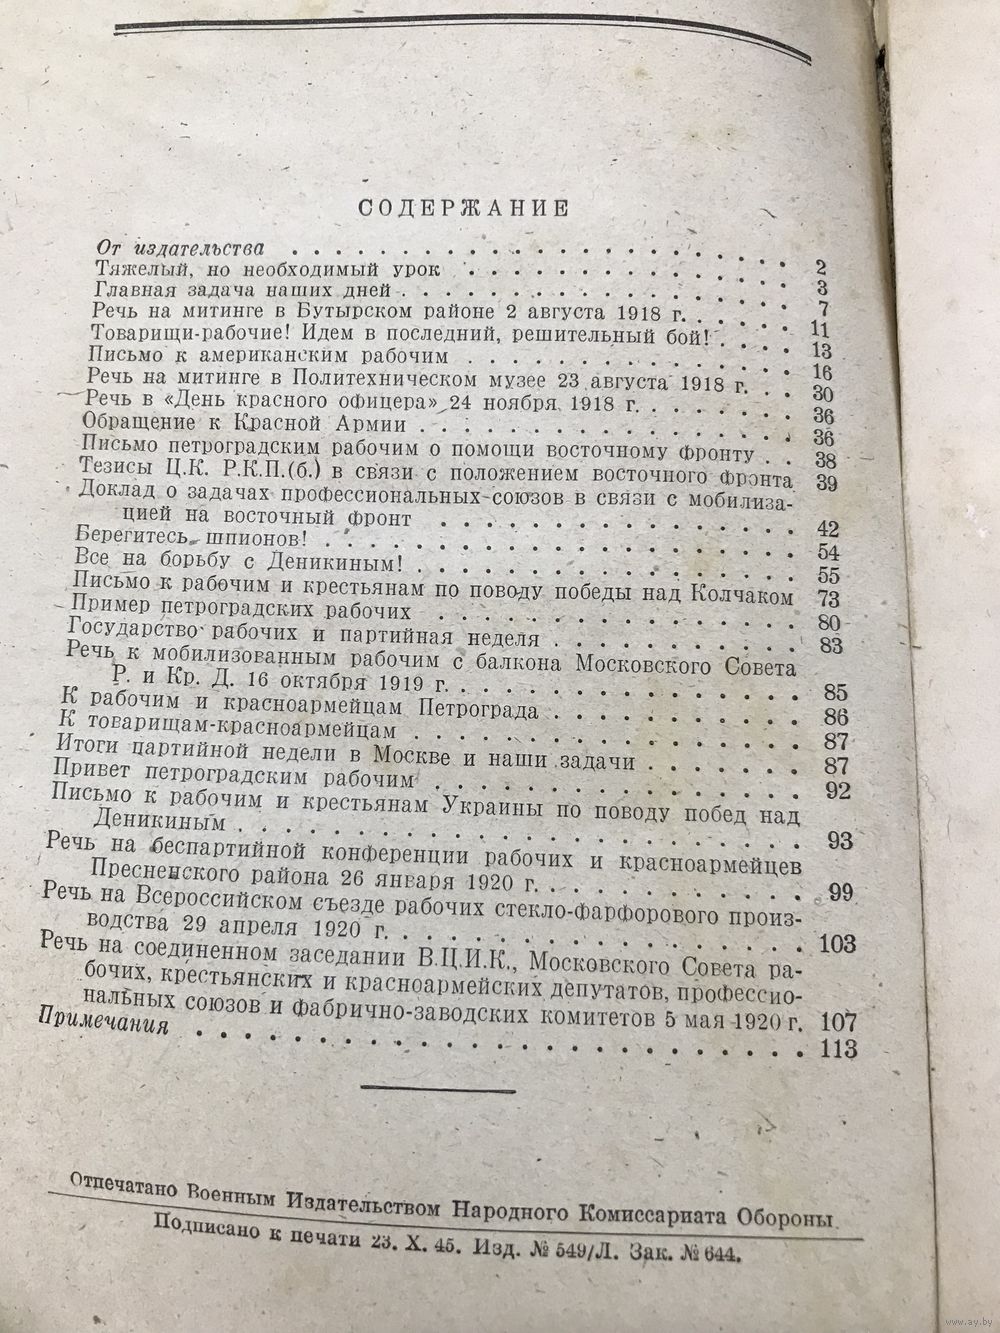 СОДЕРЖАНИЕ
От издательства . . . . . . . . . . . . . . . . . . . . 2
Тяжелый, но необходимый урок . . . . . . . . . . . . . . 3
Главная задача наших дней . . . . . . . . . . . . . . . . 7
Речь на митинге в Бутырском районе 2 августа 1918 г. . . . . . 11
Товарищи-рабочие! Идем в последний, решительный бой! . . . . 13
Письмо к американским рабочим . . . . . . . . . . . . . . 16
Речь на митинге в Политехническом музее 23 августа 1918 г. . . 30
Речь в «День красного офицера» 24 ноября 1918 г. . . . . . . . 36
Обращение к Красной Армии . . . . . . . . . . . . . . . . 36
Письмо петроградским рабочим о помощи восточному фронту . . 38
Тезисы Ц.К. Р.К.П.(б.) в связи с положением восточного фронта 39
Доклад о задачах профессиональных союзов в связи с мобилиза-
цией на восточный фронт . . . . . . . . . . . . . . . 42
Берегитесь шпионов! . . . . . . . . . . . . . . . . . . . 54
Все на борьбу с Деникиным! . . . . . . . . . . . . . . . . 55
Письмо к рабочим и крестьянам по поводу победы над Колчаком 73
Пример петроградских рабочих . . . . . . . . . . . . . . . 80
Государство рабочих и партийная неделя . . . . . . . . . . . 83
Речь к мобилизованным рабочим с балкона Московского Совета
Р. и Кр. Д. 16 октября 1919 г. . . . . . . . . . . . . . . 85
К рабочим и красноармейцам Петрограда . . . . . . . . . . . 86
К товарищам-красноармейцам . . . . . . . . . . . . . . . . 87
Итоги партийной недели в Москве и наши задачи . . . . . . . 87
Привет петроградским рабочим . . . . . . . . . . . . . . . 92
Письмо к рабочим и крестьянам Украины по поводу побед над
Деникиным . . . . . . . . . . . . . . . . . . . . . . 93
Речь на беспартийной конференции рабочих и красноармейцев
Пресненского района 26 января 1920 г. . . . . . . . . . . . 99
Речь на Всероссийском съезде рабочих стекло-фарфорового произ-
водства 29 апреля 1920 г. . . . . . . . . . . . . . . . . 103
Речь на соединенном заседании В.Ц.И.К., Московского Совета ра-
бочих, крестьянских и красноармейских депутатов, профессио-
нальных союзов и фабрично-заводских комитетов 5 мая 1920 г. 107
Примечания . . . . . . . . . . . . . . . . . . . . . . . 113
Отпечатано Военным Издательством Народного Комиссариата Обороны
Подписано к печати 23. X. 45. Изд. № 549/Л. Зак. № 644.
www.ay.by